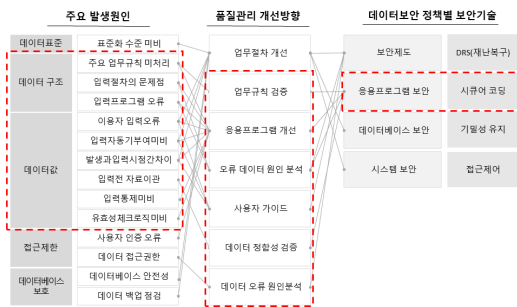 주요 발생원인
품질관리 개선방향
데이터보안 정책별 보안기술
데이터표준
표준화 수준 미비
데이터 구조
주요 업무규칙 미처리
입력절차의 문제점
입력프로그램 오류
데이터값
이용자 입력오류
입력자동기부여미비
발생과입력시점간차이
입력전 자료이관
입력통제미비
유효성체크로직미비
접근제한
사용자 인증 오류
데이터 접근권한
데이터베이스
보호
데이터베이스 안전성
데이터 백업 점검
업무절차 개선
업무규칙 검증
응용프로그램 개선
오류 데이터 원인 분석
사용자 가이드
데이터 정합성 검증
데이터 오류 원인분석
보안제도
DRS(재난복구)
응용프로그램 보안
시큐어 코딩
데이터베이스 보안
기밀성 유지
시스템 보안
접근제어